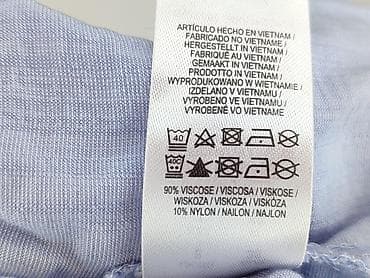 ARTÍCULO HECHO EN VIETNAM /
FABRICADO NO VIETNAME /
HERGESTELLT IN VIETNAM /
FABRIQUÉ AU VIETNAM /
GEMAAKT IN VIETNAM /
PRODOTTO IN VIETNAM /
WYPRODUKOWANO W WIETNAMIE /
IZDELANO V VIETNAMU /
VYROBENO VE VIETNAMU /
VYROBENÉ VO VIETNAME
40
40C
90% VISCOSE / VISCOSA / VISKOSE /
WISKOZA / VISKOZA / VISKÓZA
10% NYLON / NAILON / NAJLON